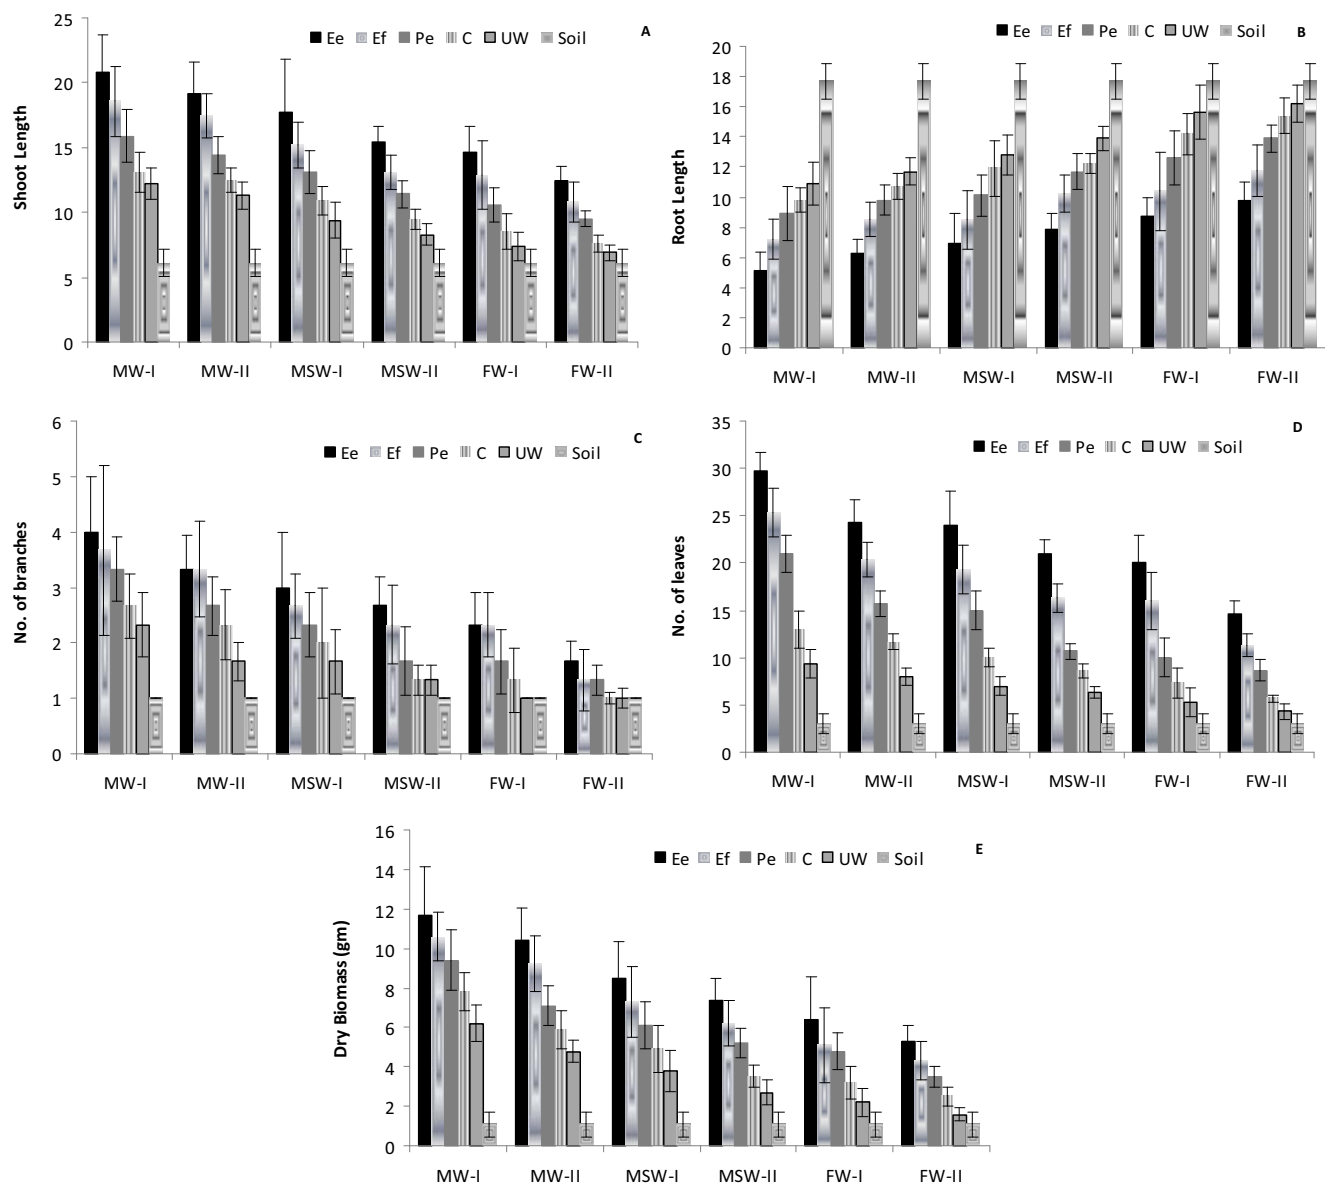 A
Ee Ef Pe C UW Soil
Shoot Length
25
20
15
10
5
0
MW-I MW-II MSW-I MSW-II FW-I FW-II
B
Ee Ef Pe C UW Soil
Root Length
20
18
16
14
12
10
8
6
4
2
0
MW-I MW-II MSW-I MSW-II FW-I FW-II
C
Ee Ef Pe C UW Soil
No. of branches
6
5
4
3
2
1
0
MW-I MW-II MSW-I MSW-II FW-I FW-II
D
Ee Ef Pe C UW Soil
No. of leaves
35
30
25
20
15
10
5
0
MW-I MW-II MSW-I MSW-II FW-I FW-II
E
Ee Ef Pe C UW Soil
Dry Biomass (gm)
16
14
12
10
8
6
4
2
0
MW-I MW-II MSW-I MSW-II FW-I FW-II